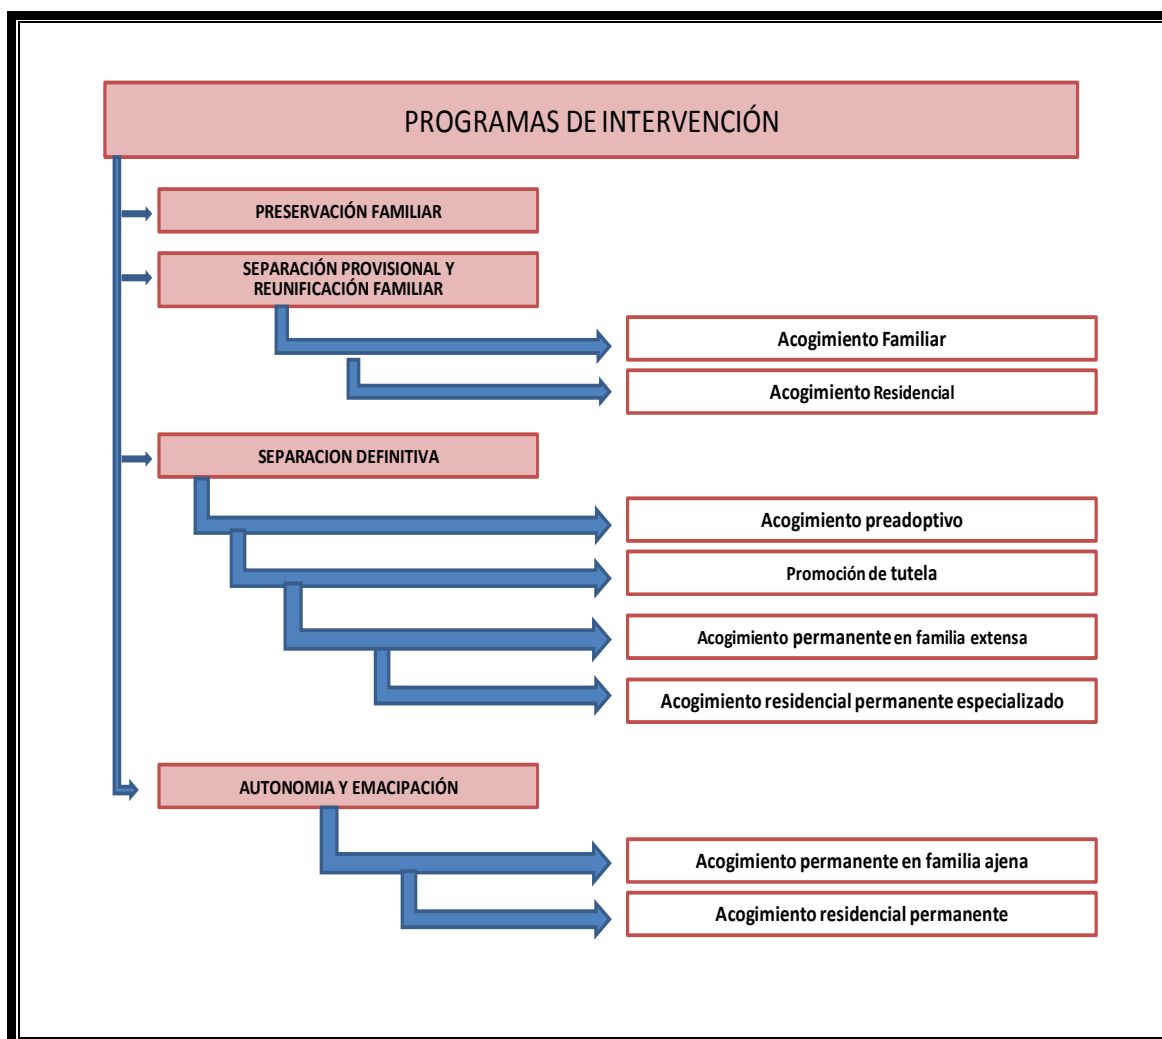 PROGRAMAS DE INTERVENCIÓN
PRESERVACIÓN FAMILIAR
SEPARACIÓN PROVISIONAL Y
REUNIFICACIÓN FAMILIAR
Acogimiento Familiar
Acogimiento Residencial
SEPARACION DEFINITIVA
Acogimiento preadoptivo
Promoción de tutela
Acogimiento permanente en familia extensa
Acogimiento residencial permanente especializado
AUTONOMIA Y EMACIPACIÓN
Acogimiento permanente en familia ajena
Acogimiento residencial permanente